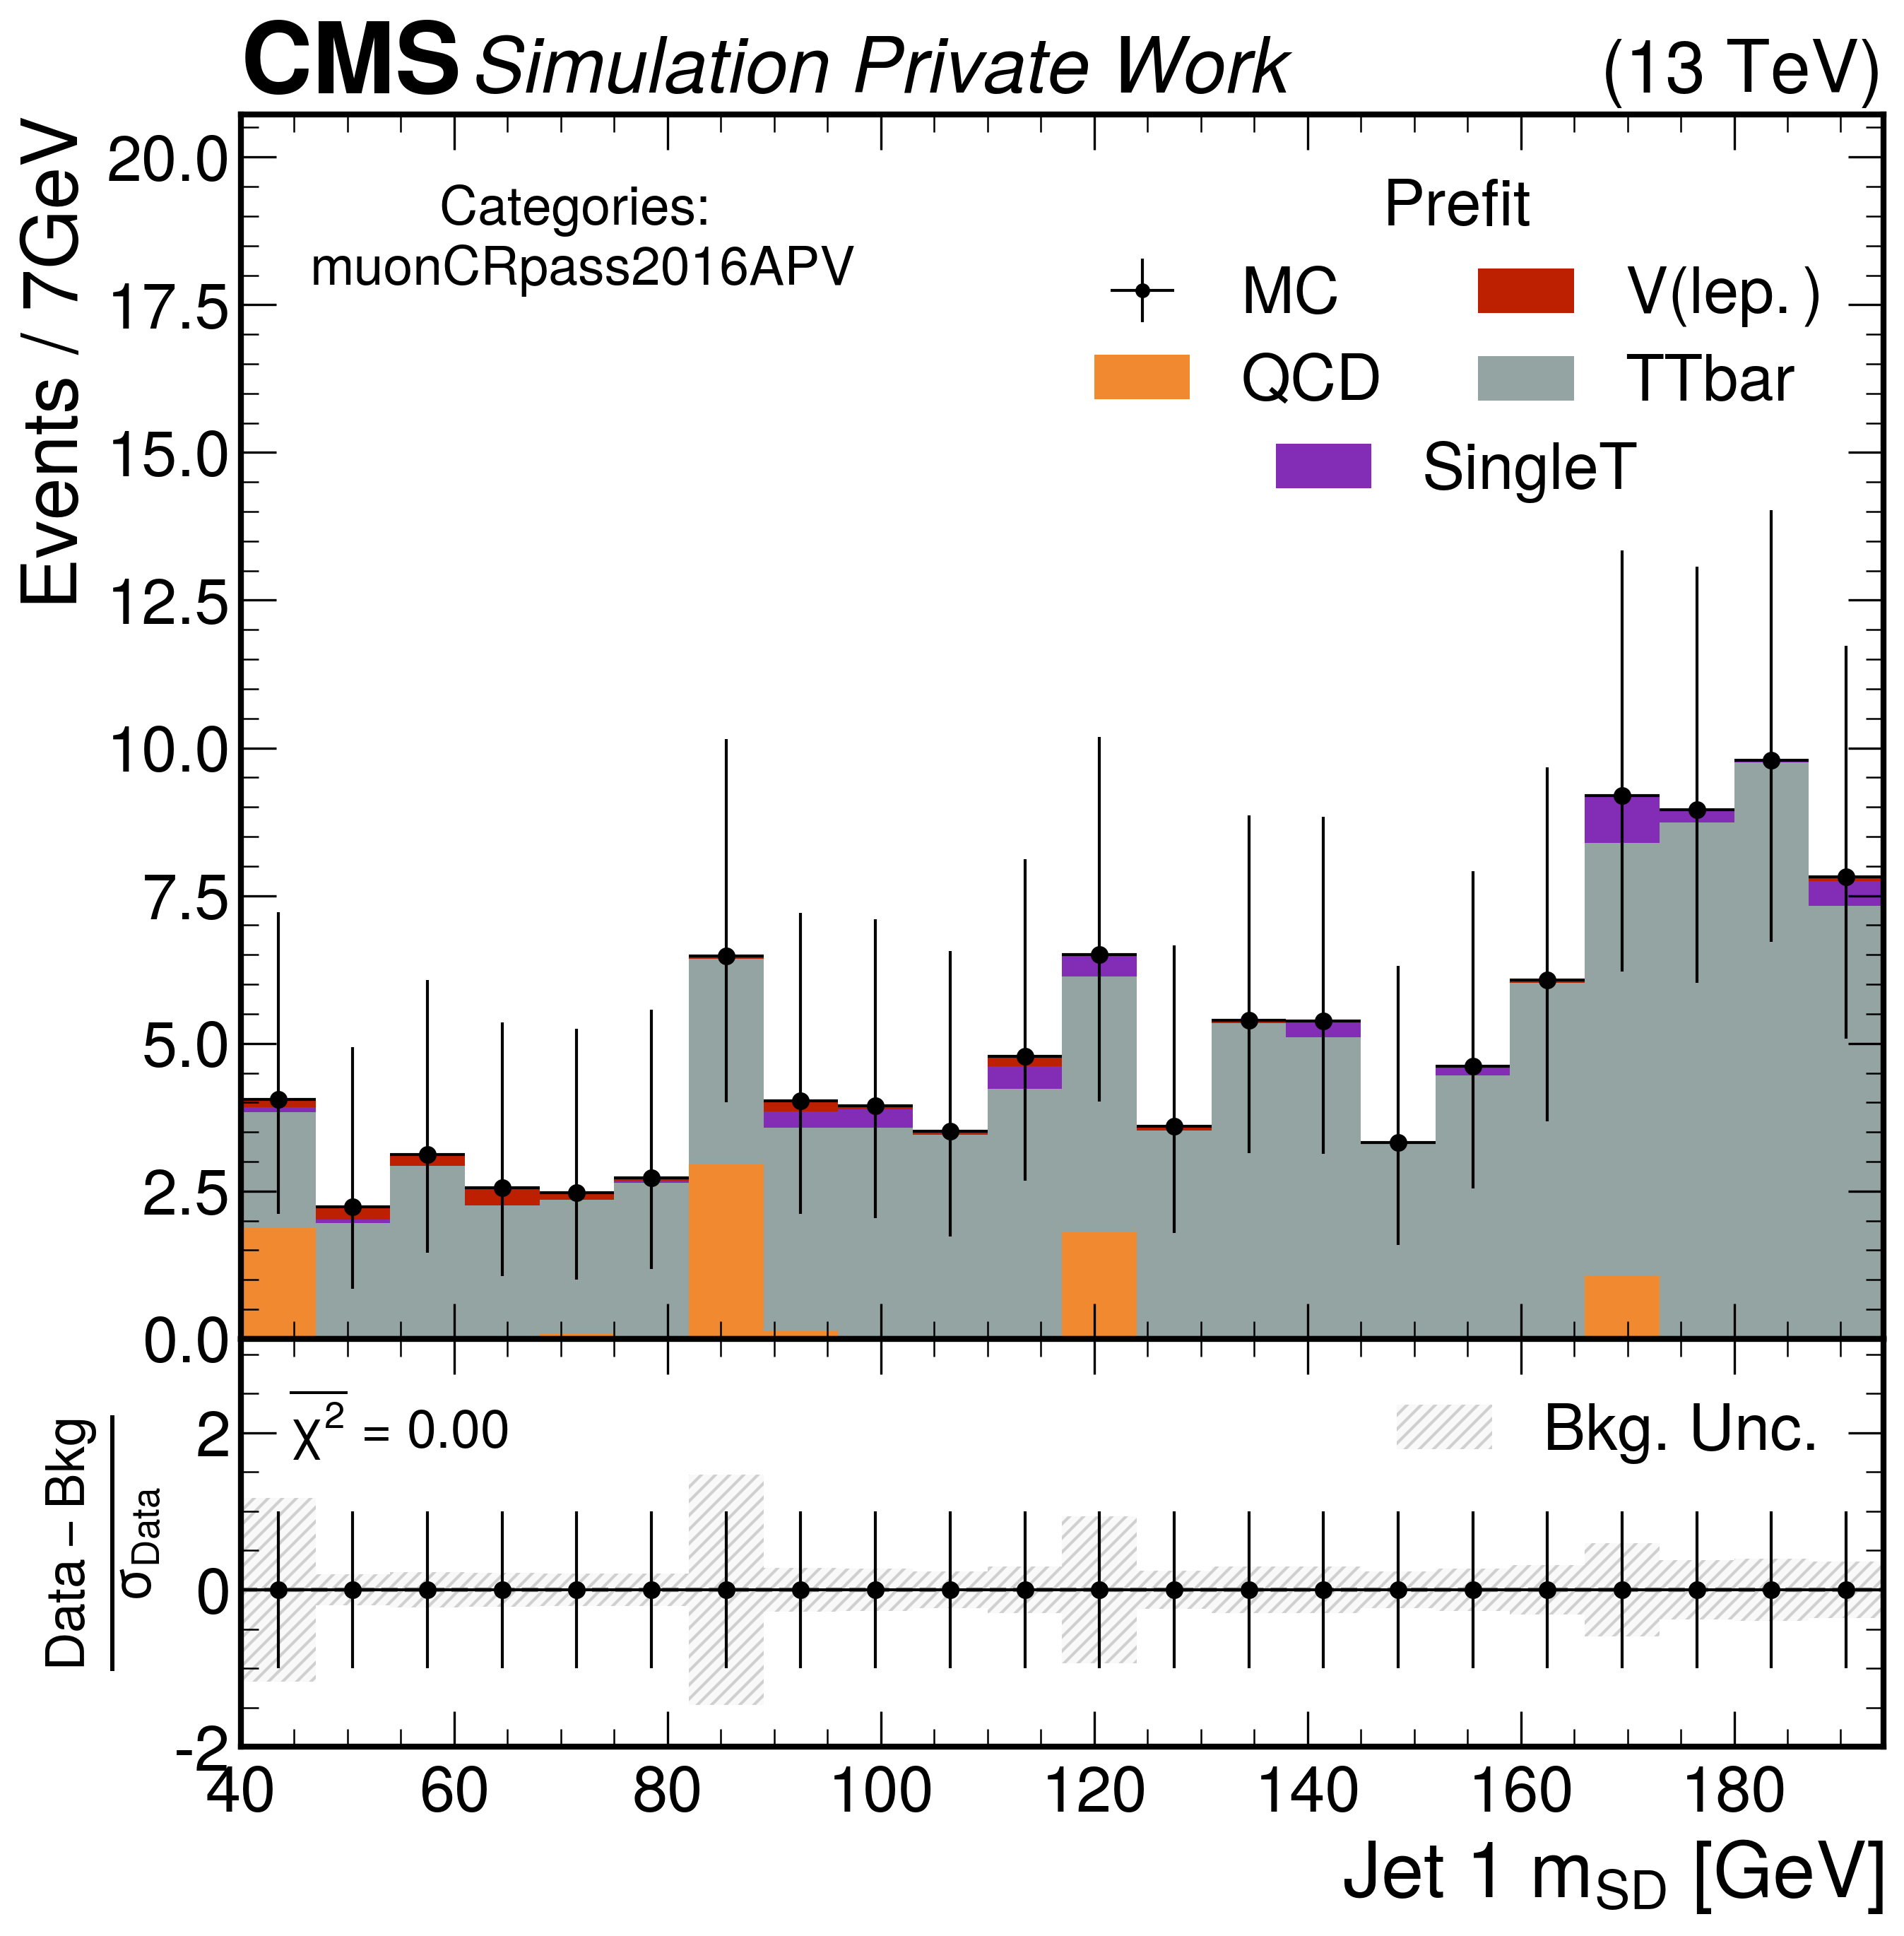 CMS Simulation Private Work (13 TeV)
Events / 7GeV
20.0
17.5
15.0
12.5
10.0
7.5
5.0
2.5
0.0
Categories:
muonCRpass2016APV
Prefit
MC V(lep.)
QCD TTbar
SingleT
Data – Bkg
σData
2
0
-2
χ² = 0.00
Bkg. Unc.
40 60 80 100 120 140 160 180
Jet 1 mSD [GeV]